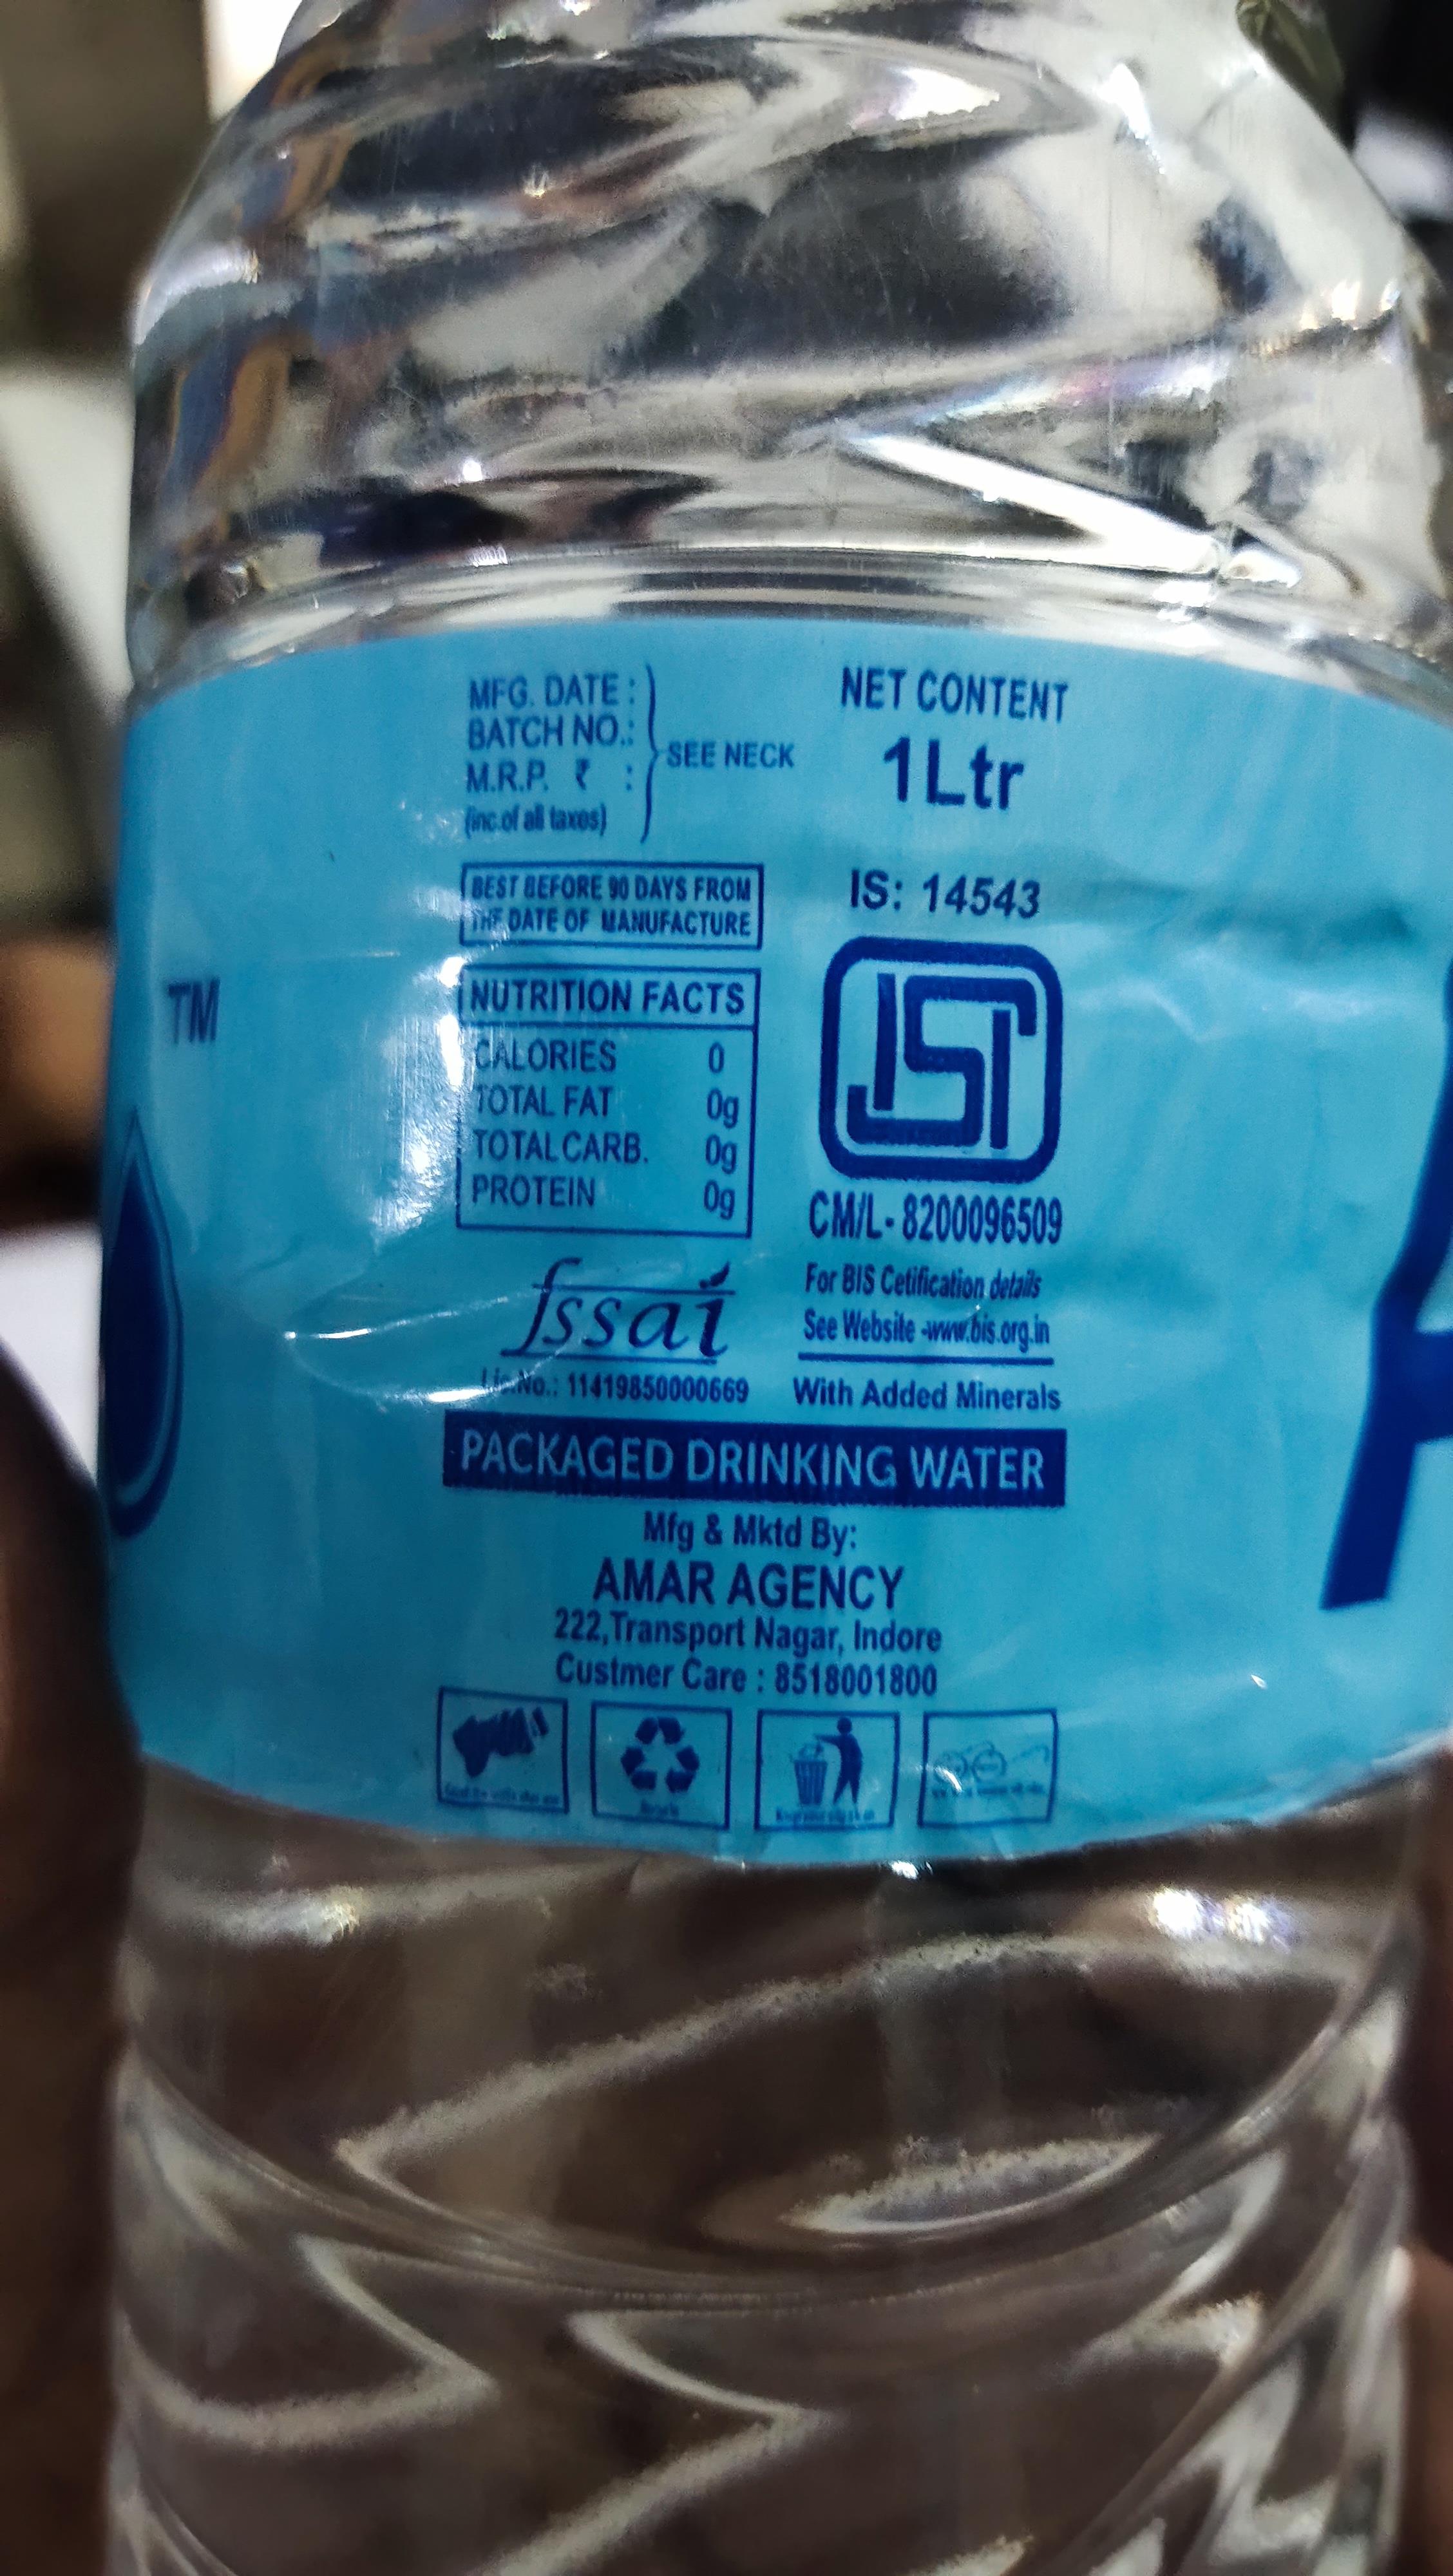 MFG. DATE :
BATCH NO.:
M.R.P. ₹ :
(inc.of all taxes)
SEE NECK
NET CONTENT
1Ltr
BEST BEFORE 90 DAYS FROM
THE DATE OF MANUFACTURE
IS: 14543
TM
NUTRITION FACTS
CALORIES 0
TOTAL FAT 0g
TOTAL CARB. 0g
PROTEIN 0g
ISI
CM/L- 8200096509
For BIS Cetification details
See Website -www.bis.org.in
fssai
Lic.No.: 11419850000669
With Added Minerals
PACKAGED DRINKING WATER
Mfg & Mktd By:
AMAR AGENCY
222,Transport Nagar, Indore
Custmer Care : 8518001800
Recycle
A